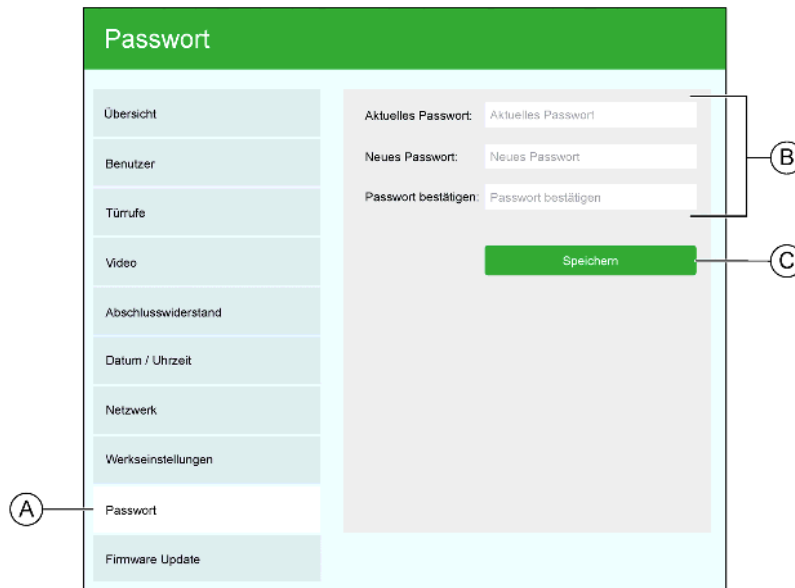 Passwort
Übersicht
Benutzer
Türrufe
Video
Abschlusswiderstand
Datum / Uhrzeit
Netzwerk
Werkseinstellungen
A
Passwort
Firmware Update
Aktuelles Passwort: Aktuelles Passwort
Neues Passwort: Neues Passwort
Passwort bestätigen: Passwort bestätigen
B
Speichern
C